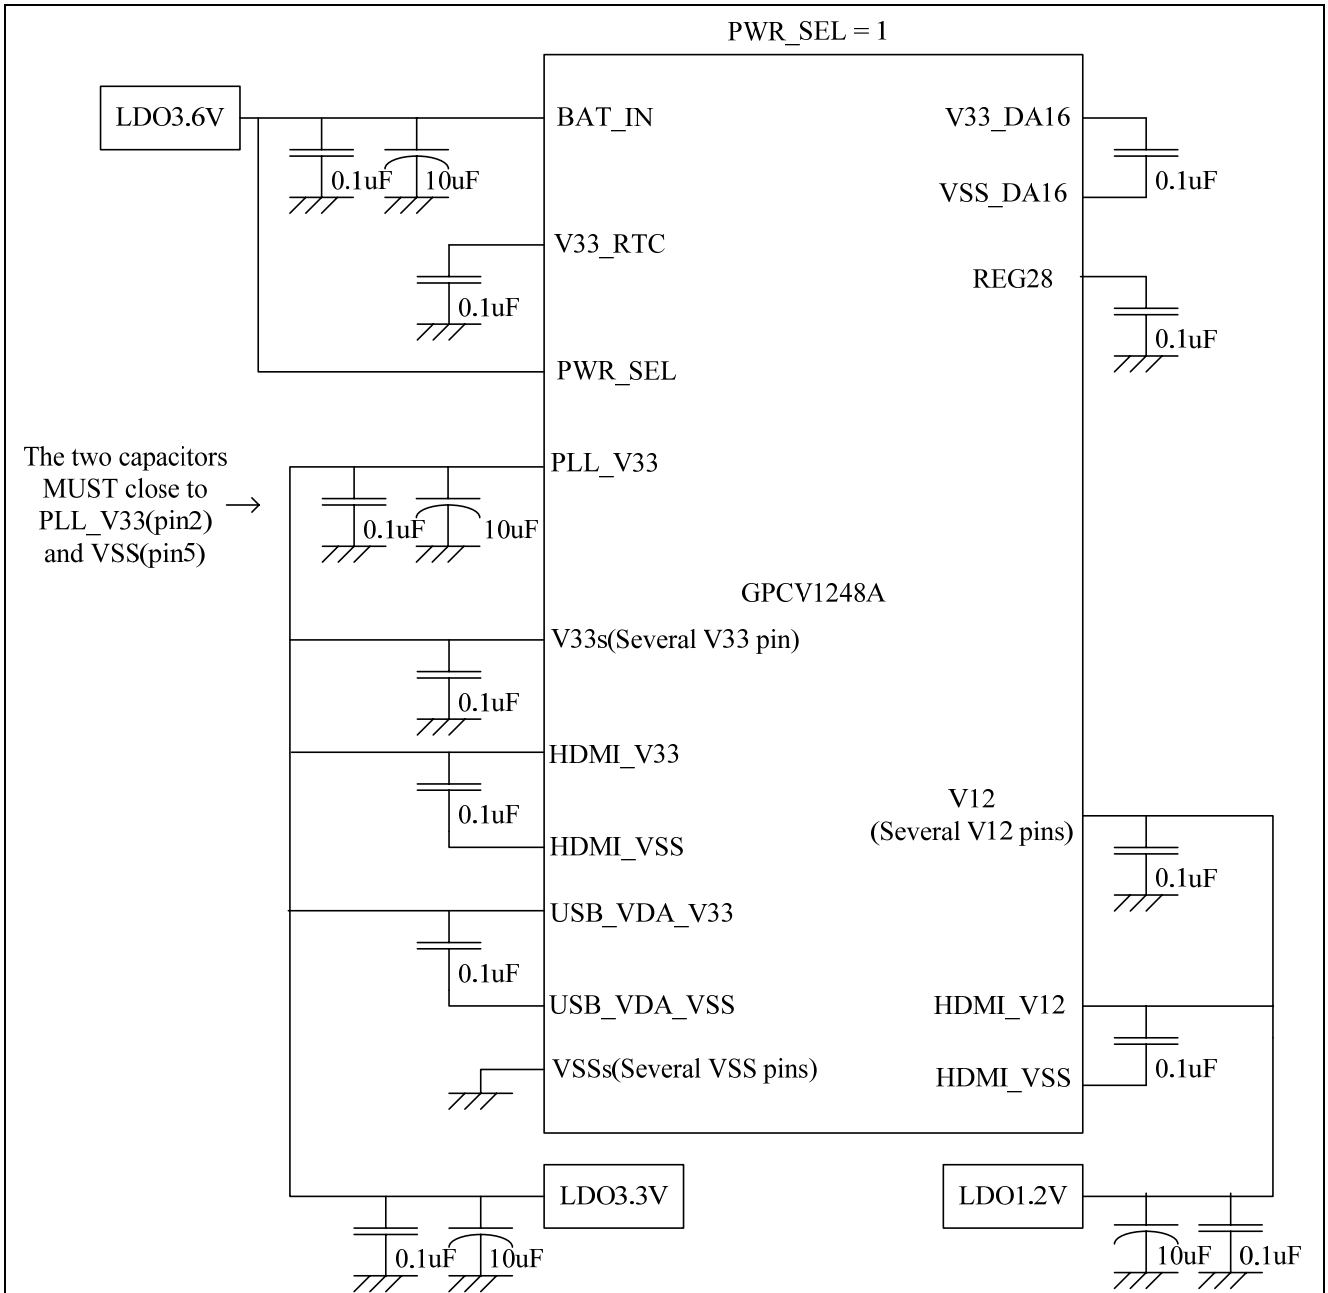 PWR_SEL = 1
LDO3.6V
BAT_IN
V33_DA16
0.1uF
10uF
0.1uF
VSS_DA16
V33_RTC
REG28
0.1uF
0.1uF
PWR_SEL
The two capacitors
MUST close to
PLL_V33(pin2)
and VSS(pin5)
PLL_V33
0.1uF
10uF
GPCV1248A
V33s(Several V33 pin)
0.1uF
HDMI_V33
0.1uF
HDMI_VSS
V12
(Several V12 pins)
0.1uF
USB_VDA_V33
0.1uF
USB_VDA_VSS
HDMI_V12
0.1uF
VSSs(Several VSS pins)
HDMI_VSS
LDO3.3V
LDO1.2V
0.1uF
10uF
10uF
0.1uF